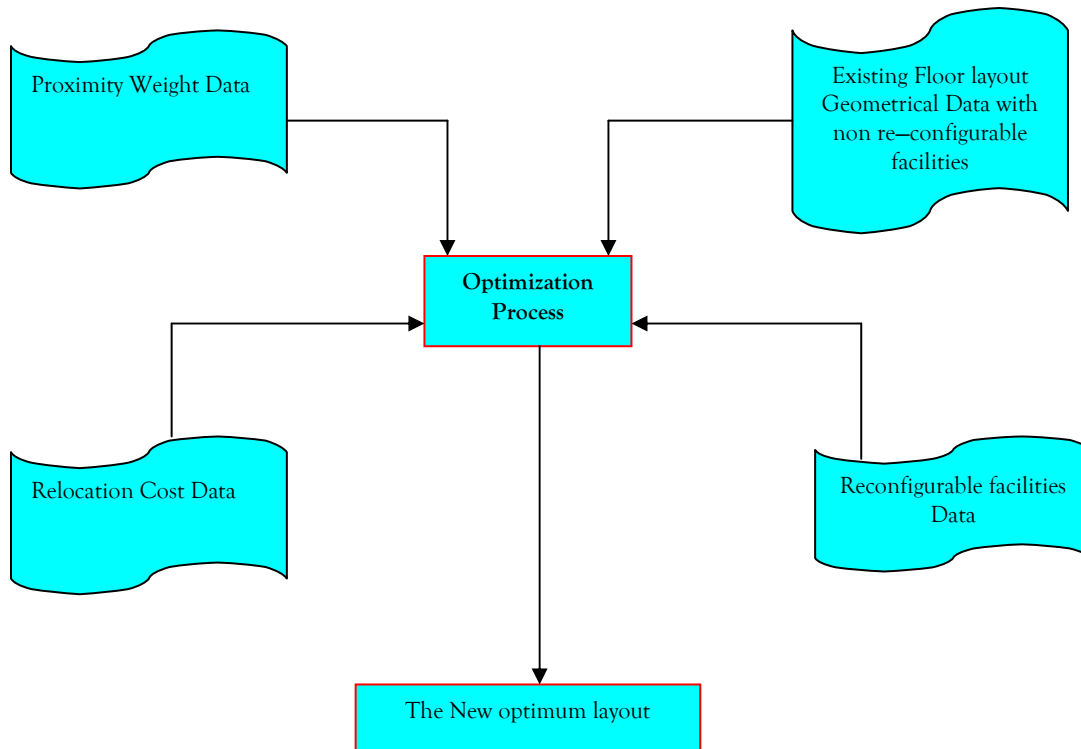 Proximity Weight Data
Existing Floor layout
Geometrical Data with
non re–configurable
facilities
Optimization
Process
Relocation Cost Data
Reconfigurable facilities
Data
The New optimum layout